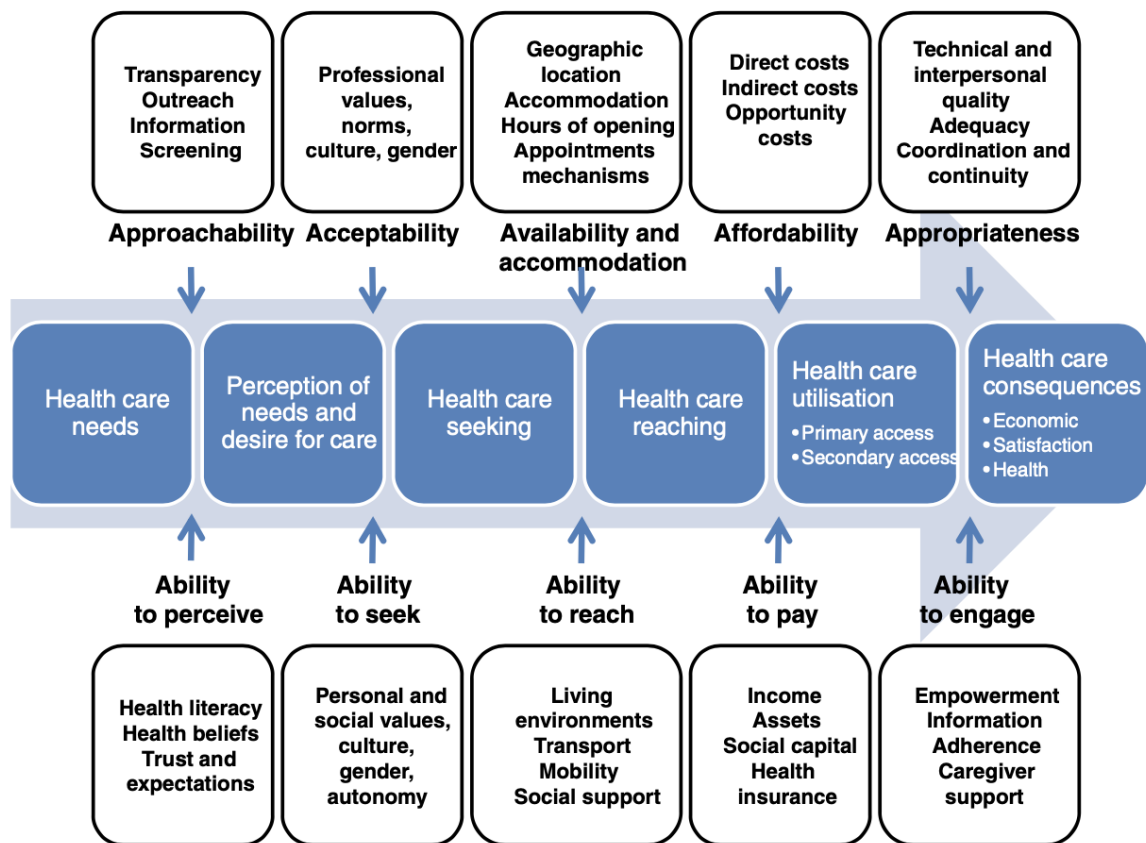 Transparency
Outreach
Information
Screening
Professional
values,
norms,
culture, gender
Geographic
location
Accommodation
Hours of opening
Appointments
mechanisms
Direct costs
Indirect costs
Opportunity
costs
Technical and
interpersonal
quality
Adequacy
Coordination and
continuity
Approachability
Acceptability
Availability and
accommodation
Affordability
Appropriateness
Health care
needs
Perception of
needs and
desire for care
Health care
seeking
Health care
reaching
Health care
utilisation
• Primary access
• Secondary access
Health care
consequences
• Economic
• Satisfaction
• Health
Ability
to perceive
Ability
to seek
Ability
to reach
Ability
to pay
Ability
to engage
Health literacy
Health beliefs
Trust and
expectations
Personal and
social values,
culture,
gender,
autonomy
Living
environments
Transport
Mobility
Social support
Income
Assets
Social capital
Health
insurance
Empowerment
Information
Adherence
Caregiver
support